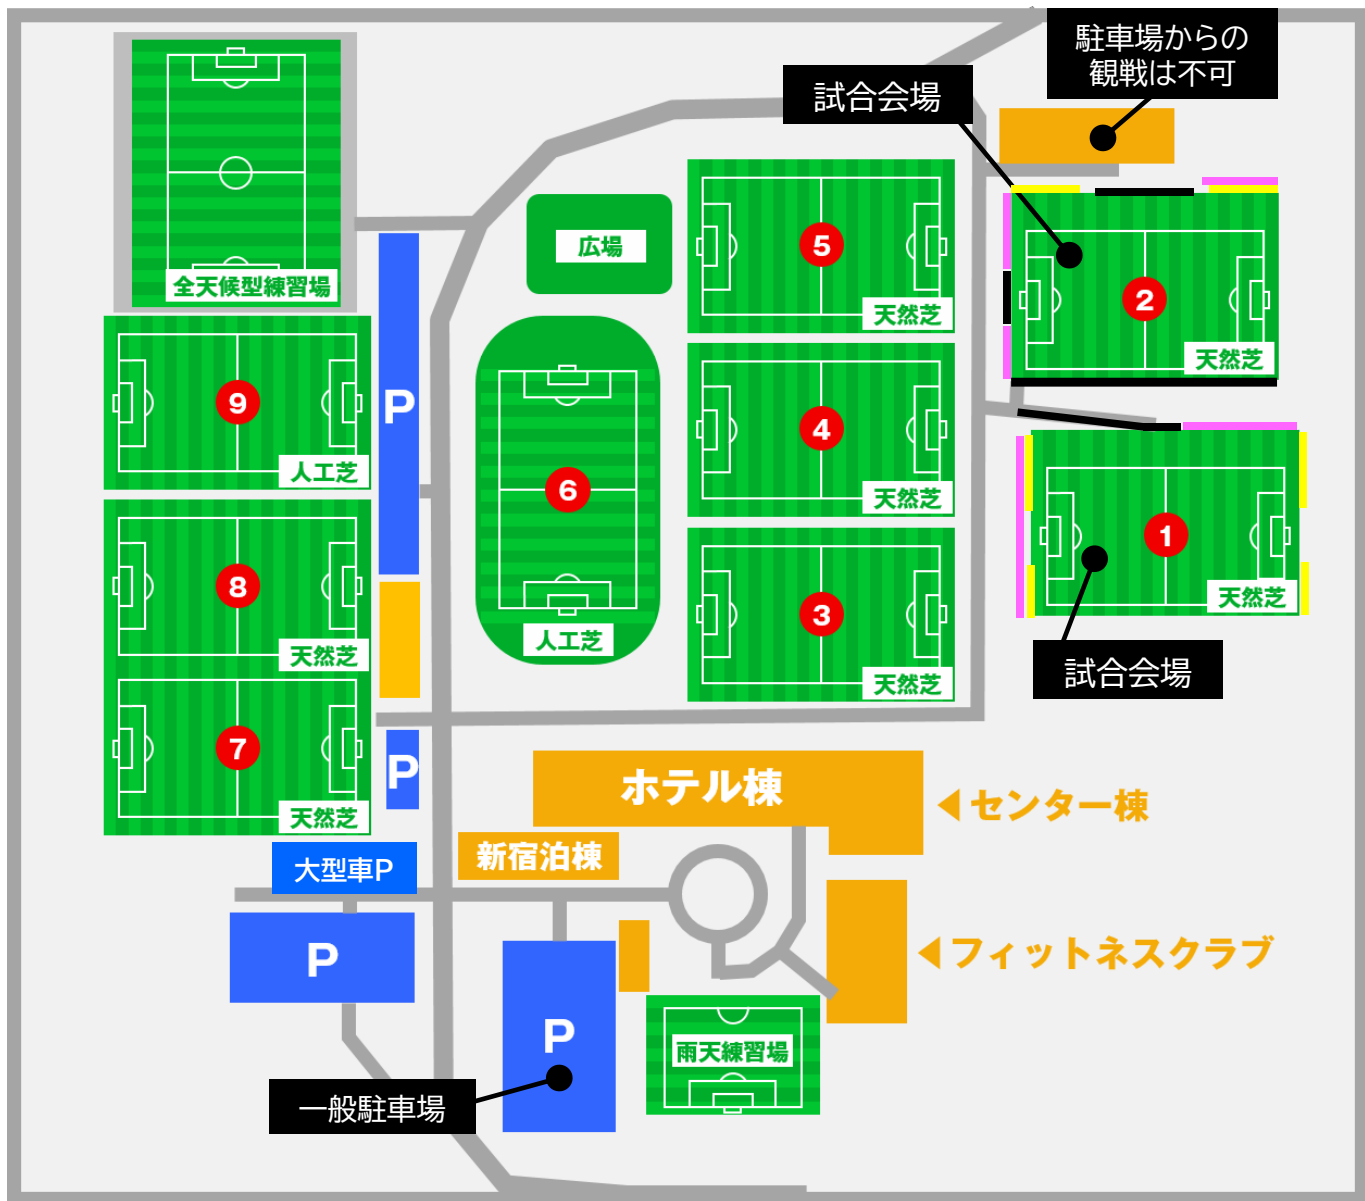 駐車場からの
観戦は不可
試合会場
広場
5
天然芝
2
天然芝
全天候型練習場
P
9
人工芝
6
人工芝
4
天然芝
1
天然芝
試合会場
8
天然芝
3
天然芝
7
天然芝
P
ホテル棟
センター棟
新宿泊棟
大型車P
P
フィットネスクラブ
P
雨天練習場
一般駐車場